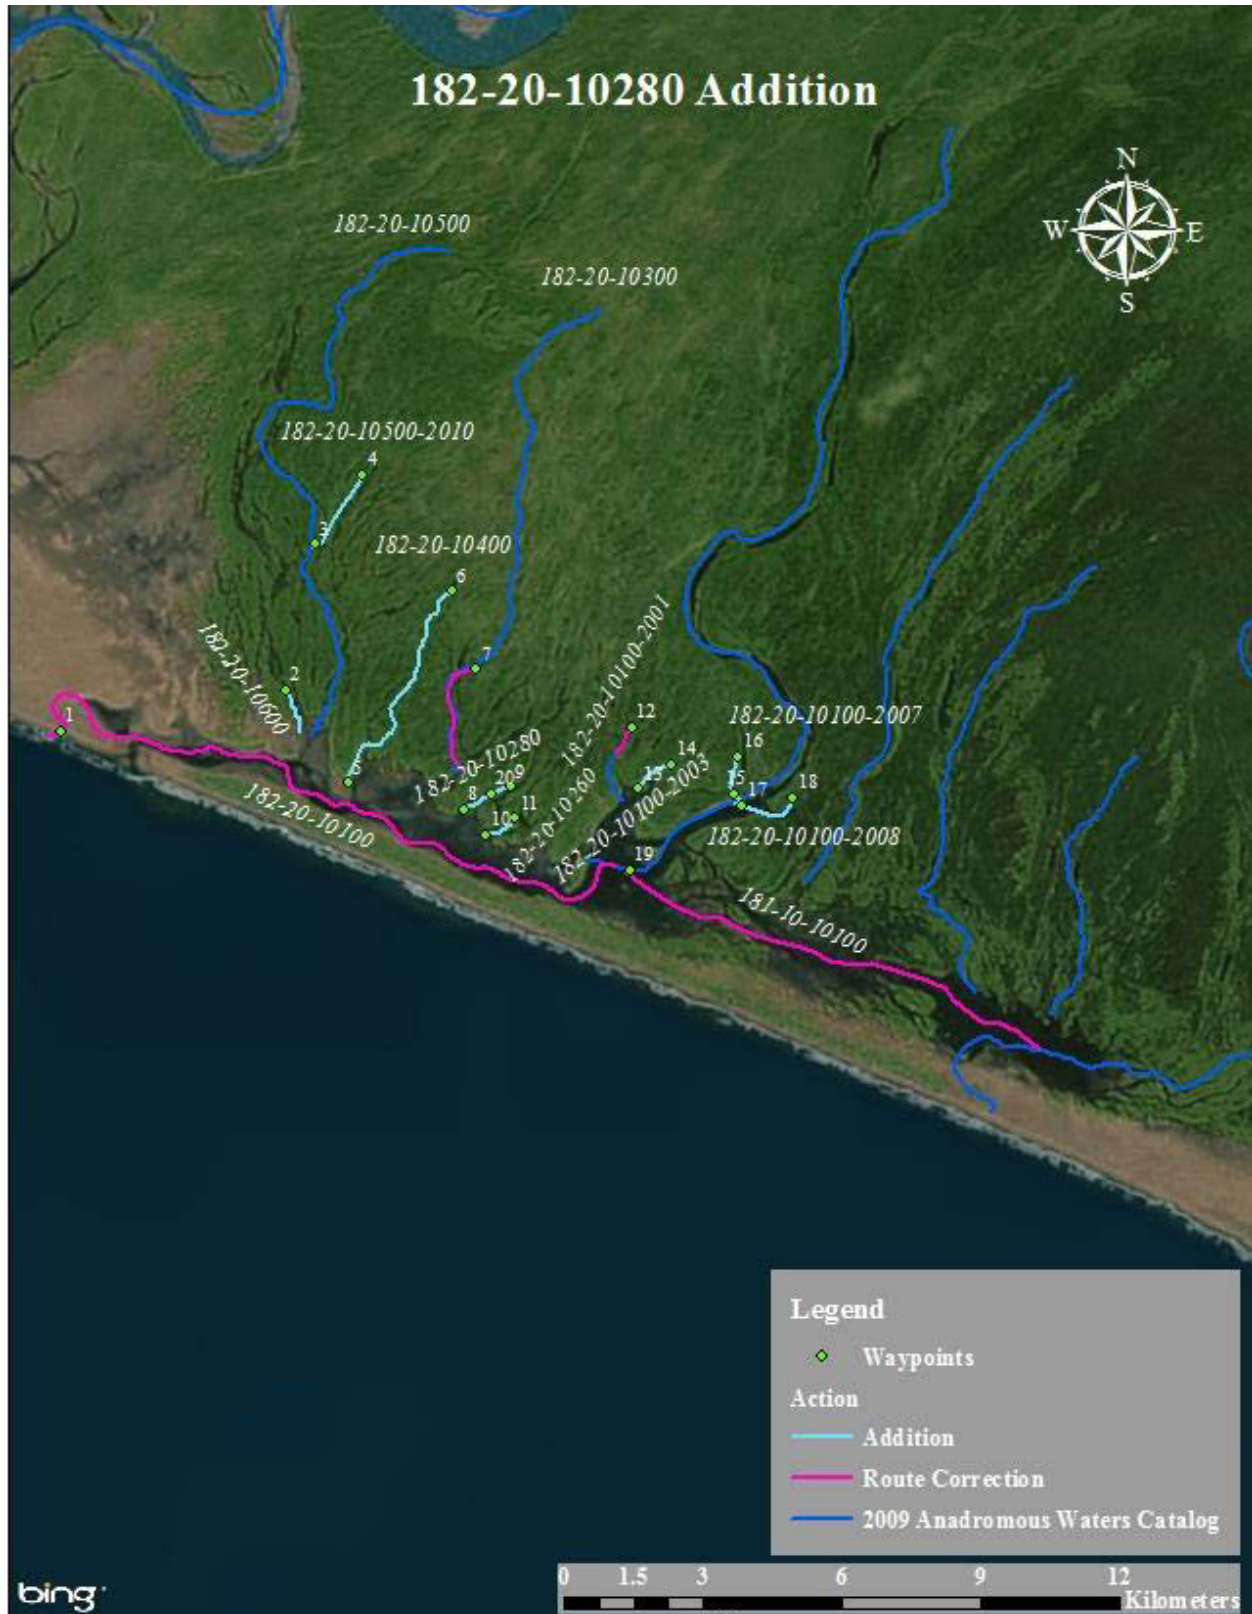 182-20-10280 Addition
N
W E
S
182-20-10500
182-20-10300
182-20-10500-2010
4
3
182-20-10400
6
182-20-10600
2
7
182-20-10100-2001
1
12
182-20-10100-2007
182-20-10280
16
14
13
5
182-20-10100
8
20
9
15
17
18
10
11
182-20-10260
182-20-10100-2003
182-20-10100-2008
19
181-10-10100
Legend
Waypoints
Action
Addition
Route Correction
2009 Anadromous Waters Catalog
0 1.5 3 6 9 12
Kilometers
bing